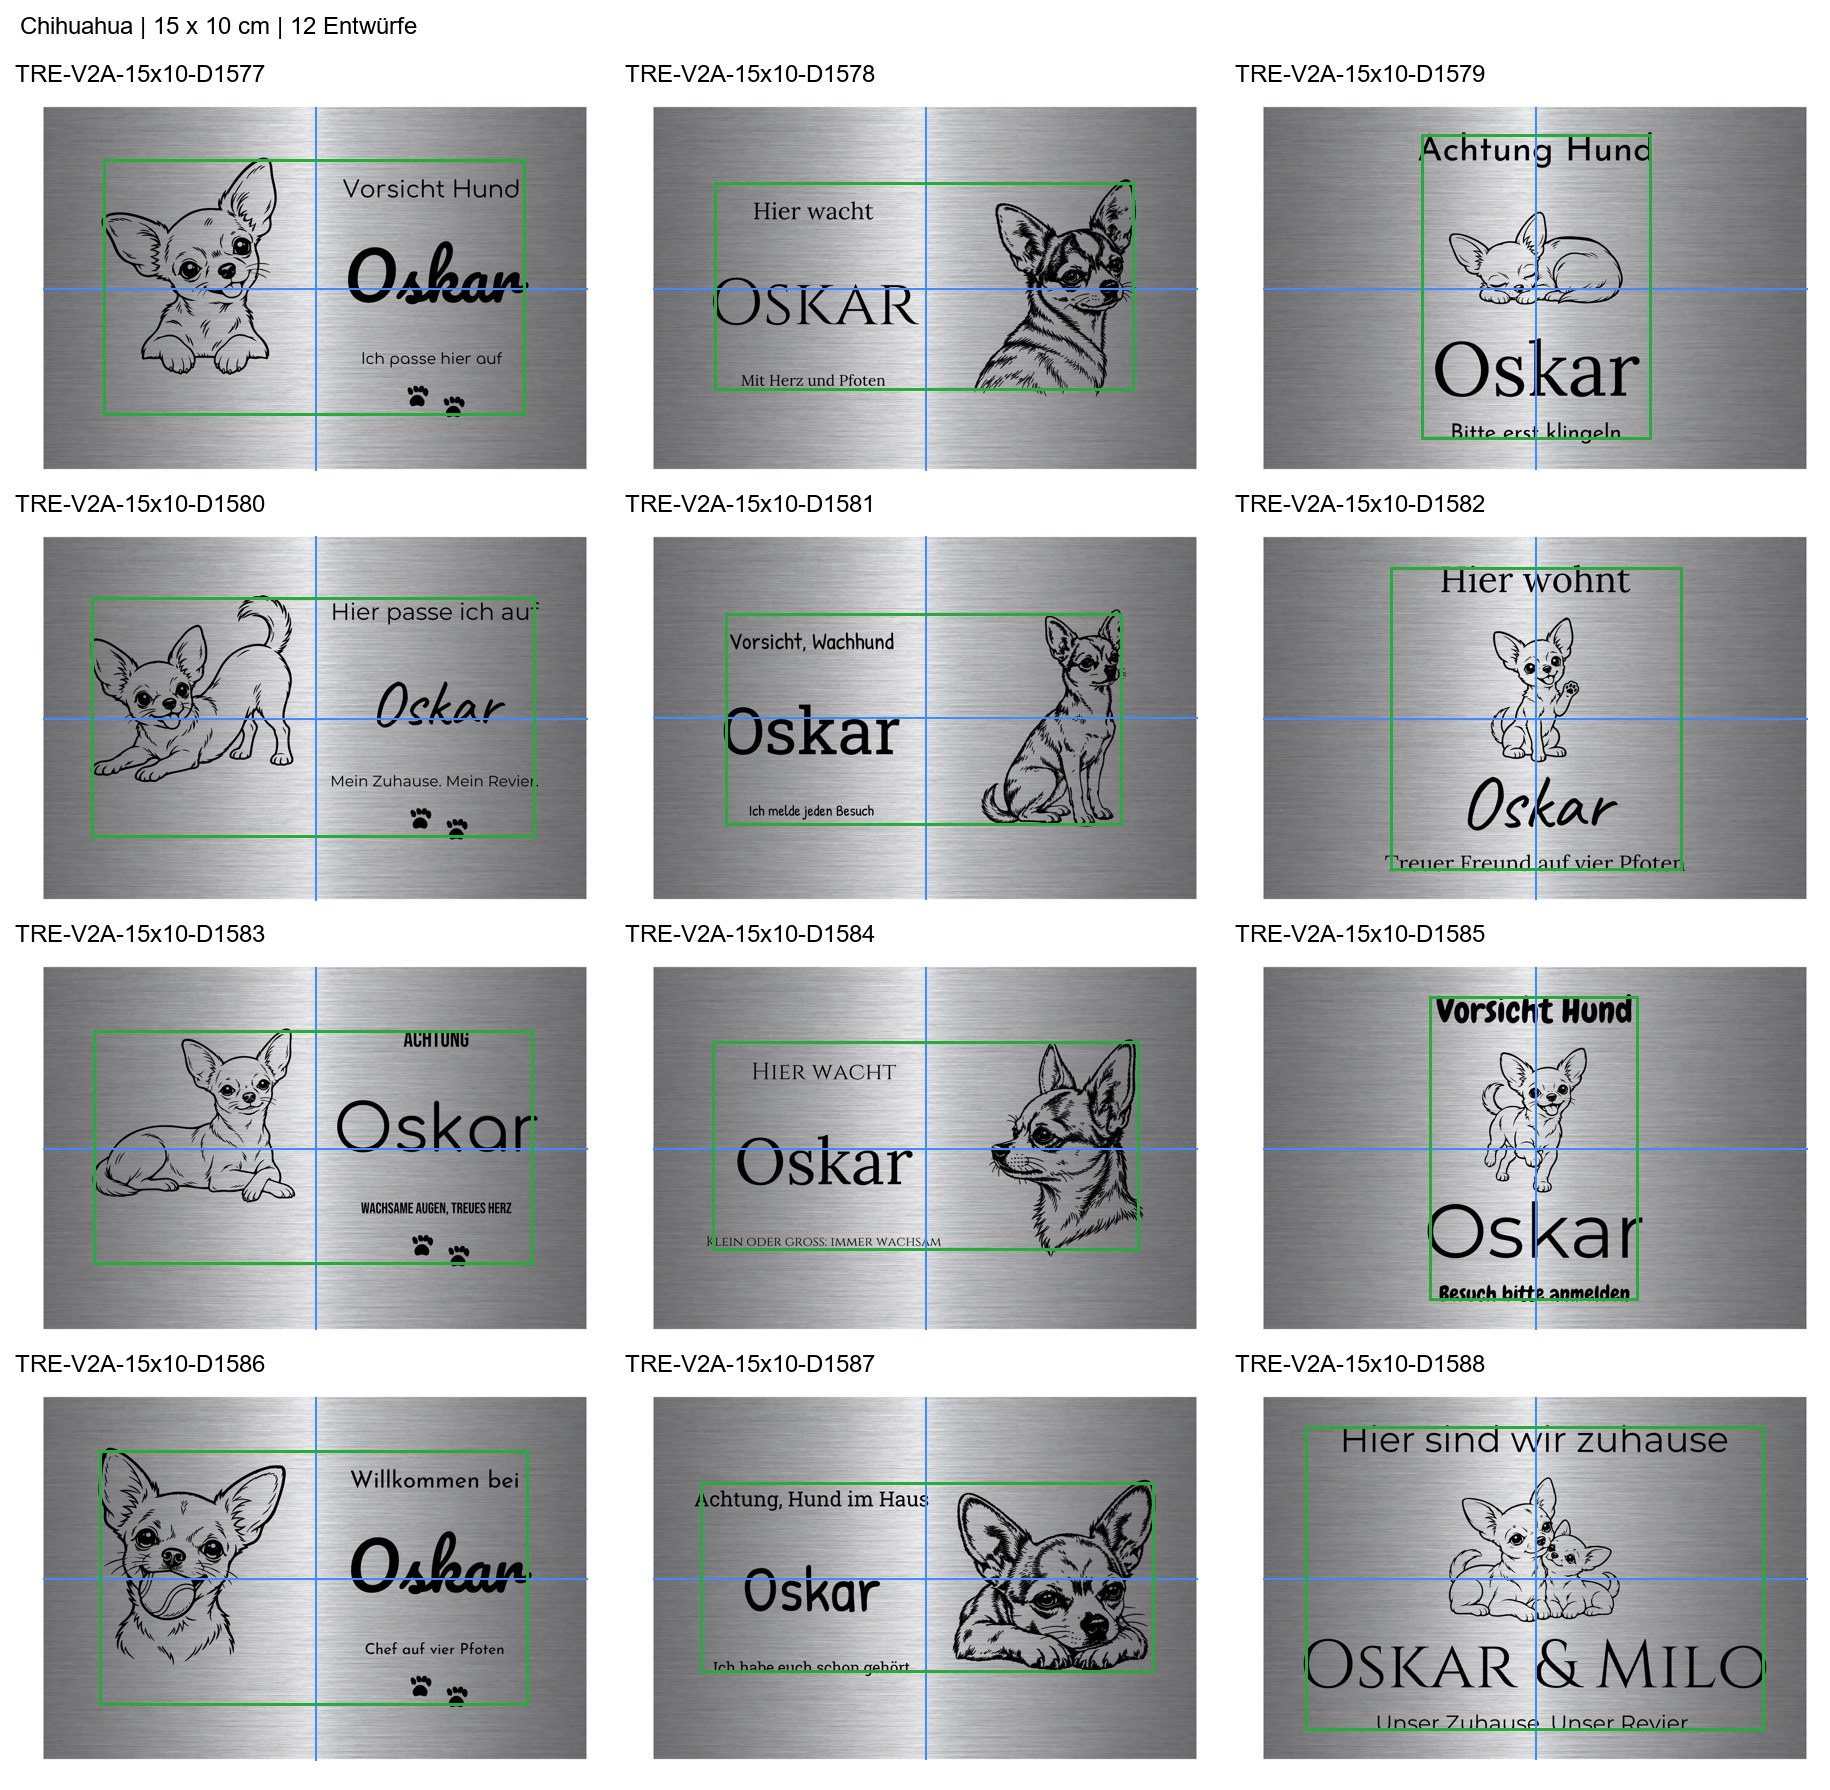 Chihuahua | 15 x 10 cm | 12 Entwürfe
TRE-V2A-15x10-D1577
Vorsicht Hund
Oskar
Ich passe hier auf
TRE-V2A-15x10-D1578
Hier wacht
OSKAR
Mit Herz und Pfoten
TRE-V2A-15x10-D1579
Achtung Hund
Oskar
Bitte erst klingeln
TRE-V2A-15x10-D1580
Hier passe ich auf
Oskar
Mein Zuhause. Mein Revier.
TRE-V2A-15x10-D1581
Vorsicht, Wachhund
Oskar
Ich melde jeden Besuch
TRE-V2A-15x10-D1582
Hier wohnt
Oskar
Treuer Freund auf vier Pfoten
TRE-V2A-15x10-D1583
ACHTUNG
Oskar
WACHSAME AUGEN, TREUES HERZ
TRE-V2A-15x10-D1584
HIER WACHT
Oskar
KLEIN ODER GROSS: IMMER WACHSAM
TRE-V2A-15x10-D1585
Vorsicht Hund
Oskar
Besuch bitte anmelden
TRE-V2A-15x10-D1586
Willkommen bei
Oskar
Chef auf vier Pfoten
TRE-V2A-15x10-D1587
Achtung, Hund im Haus
Oskar
Ich habe euch schon gehört
TRE-V2A-15x10-D1588
Hier sind wir zuhause
OSKAR & MILO
Unser Zuhause. Unser Revier.